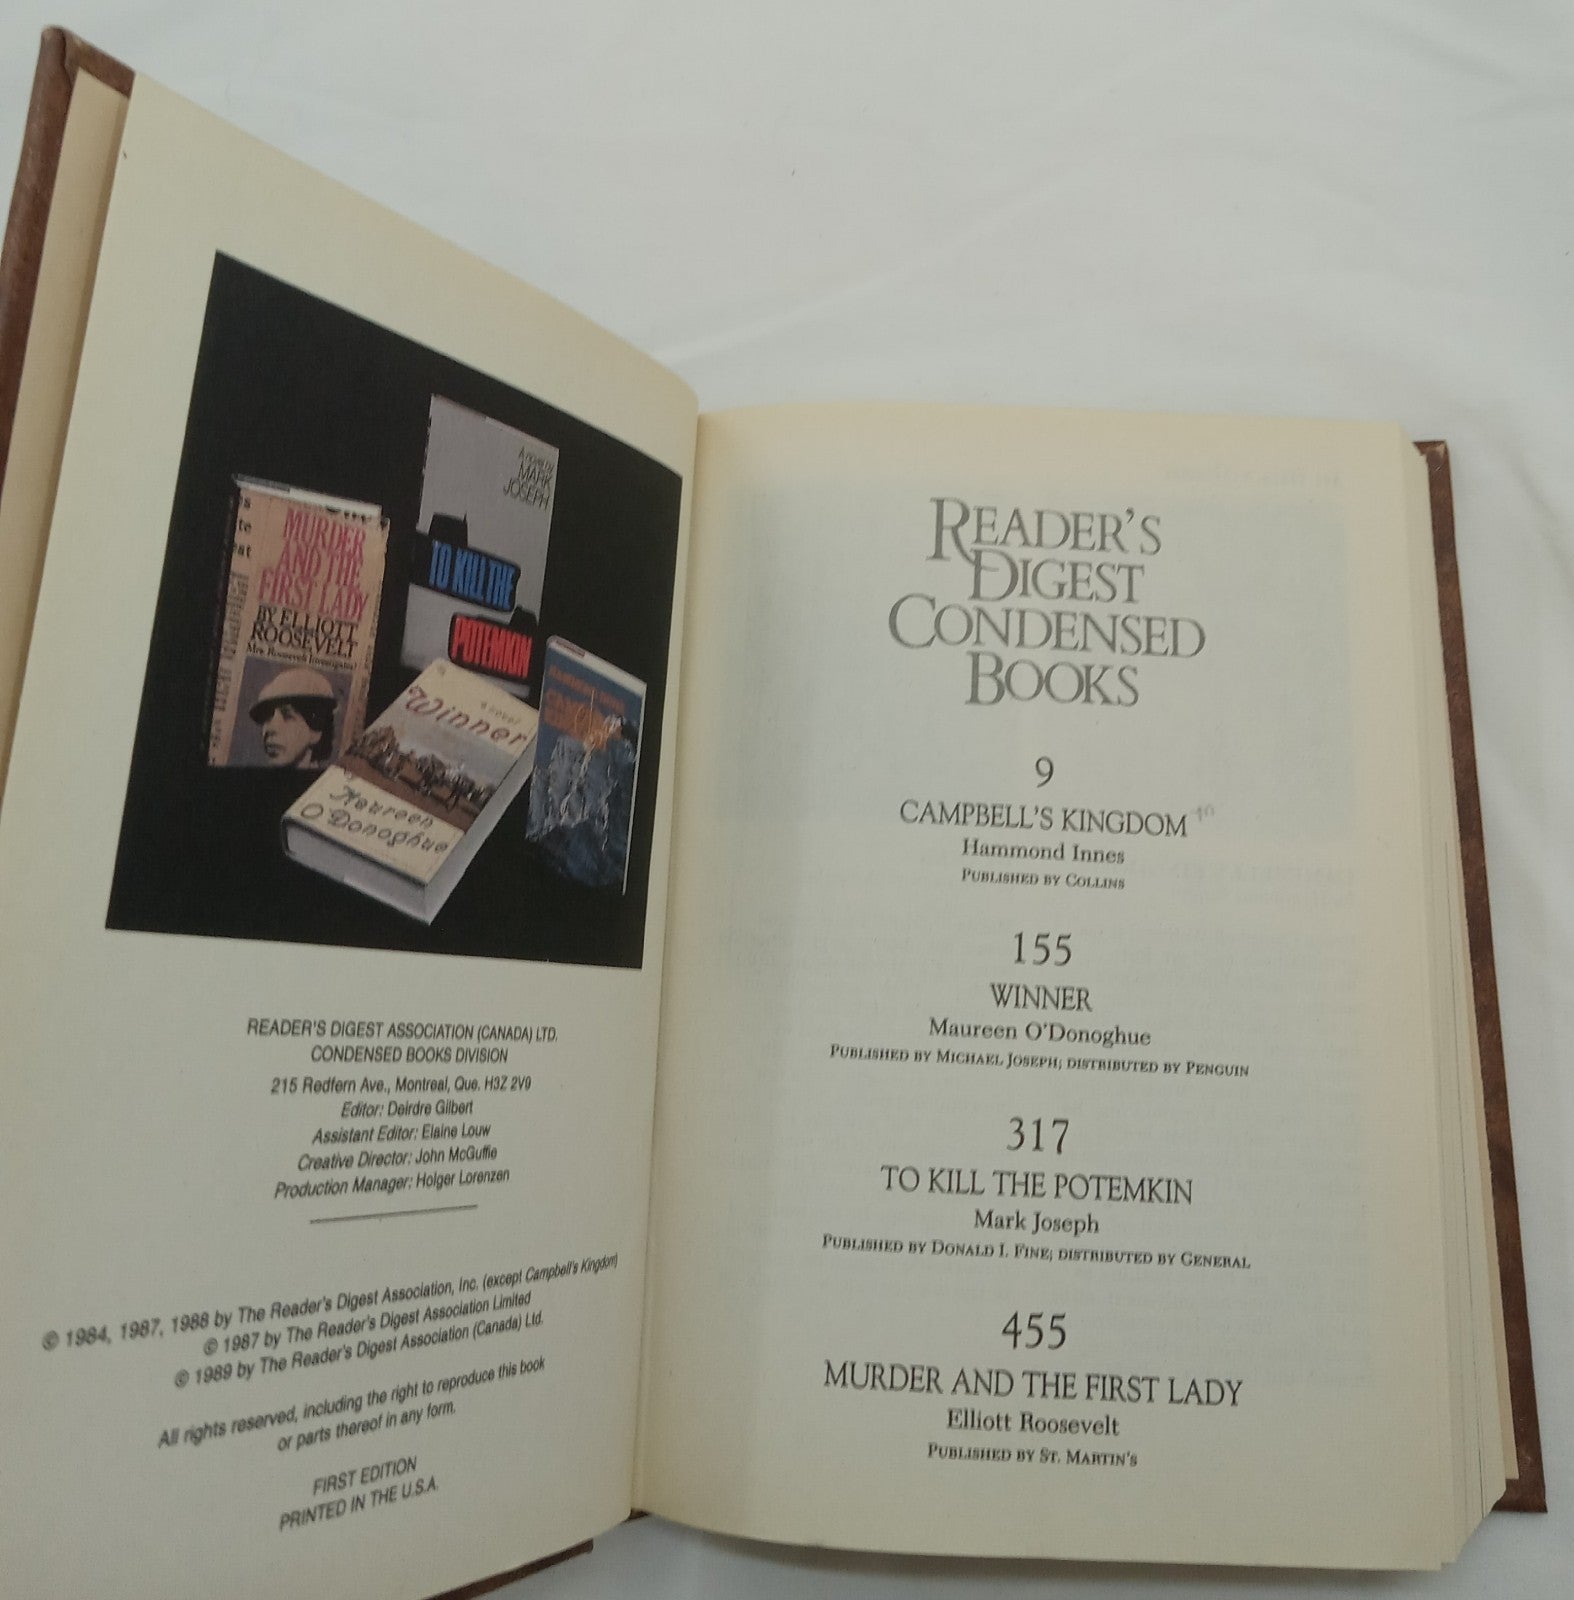 A novel by
MARK
JOSEPH
TO KILL THE
POTEMKIN
MURDER
AND THE
FIRST LADY
BY ELLIOTT
ROOSEVELT
Mrs. Roosevelt Investigates!
a novel
Winner
Maureen
O'Donoghue
READER'S DIGEST ASSOCIATION (CANADA) LTD.
CONDENSED BOOKS DIVISION
215 Redfern Ave., Montreal, Que. H3Z 2V9
Editor: Deirdre Gilbert
Assistant Editor: Elaine Louw
Creative Director: John McGuffie
Production Manager: Holger Lorenzen
© 1984, 1987, 1988 by The Reader's Digest Association, Inc. (except Campbell's Kingdom)
© 1987 by The Reader's Digest Association Limited
© 1989 by The Reader's Digest Association (Canada) Ltd.
All rights reserved, including the right to reproduce this book
or parts thereof in any form.
FIRST EDITION
PRINTED IN THE U.S.A.
READER'S
DIGEST
CONDENSED
BOOKS
9
CAMPBELL'S KINGDOM
Hammond Innes
PUBLISHED BY COLLINS
155
WINNER
Maureen O'Donoghue
PUBLISHED BY MICHAEL JOSEPH; DISTRIBUTED BY PENGUIN
317
TO KILL THE POTEMKIN
Mark Joseph
PUBLISHED BY DONALD I. FINE; DISTRIBUTED BY GENERAL
455
MURDER AND THE FIRST LADY
Elliott Roosevelt
PUBLISHED BY ST. MARTIN'S